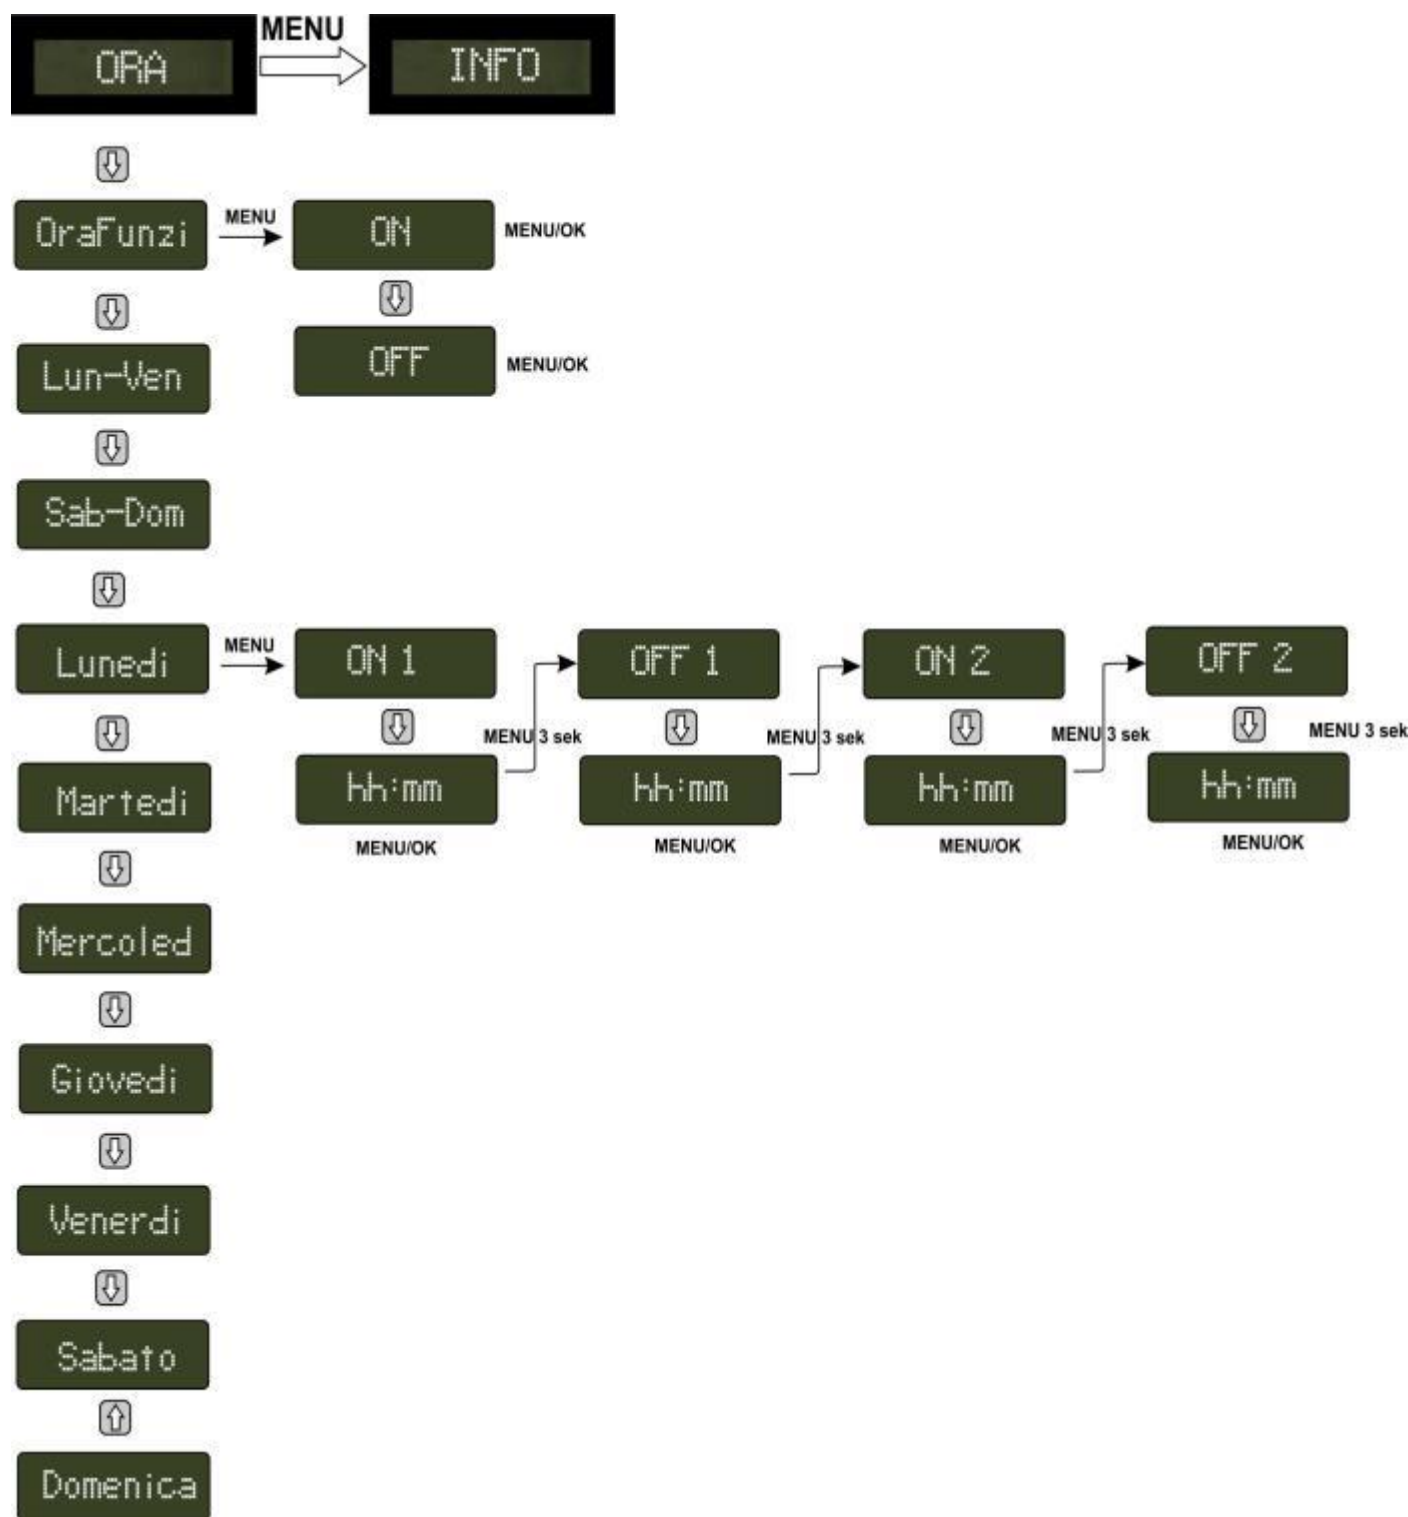 ORA
MENU
INFO
OraFunzi
MENU
ON
MENU/OK
Lun-Ven
OFF
MENU/OK
Sab-Dom
Lunedi
MENU
ON 1
OFF 1
ON 2
OFF 2
MENU 3 sek
MENU 3 sek
MENU 3 sek
MENU 3 sek
Martedi
hh:mm
hh:mm
hh:mm
hh:mm
MENU/OK
MENU/OK
MENU/OK
MENU/OK
Mercoled
Giovedi
Venerdi
Sabato
Domenica